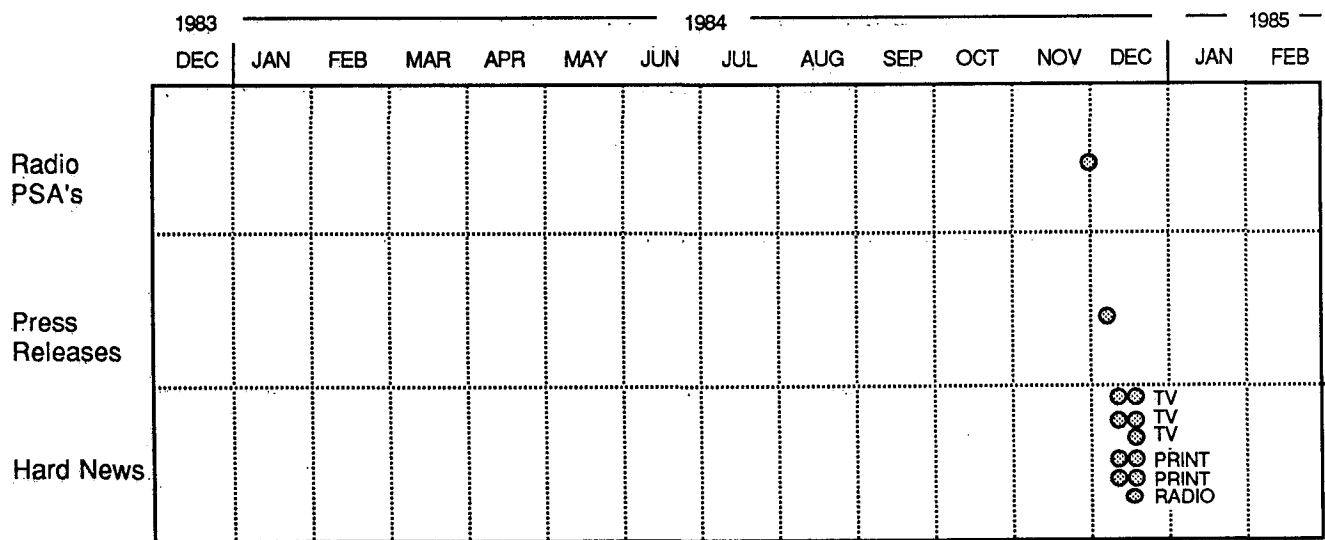 1983 1984 1985
DEC JAN FEB MAR APR MAY JUN JUL AUG SEP OCT NOV DEC JAN FEB
Radio
PSA's
Press
Releases
TV
TV
TV
Hard News
PRINT
PRINT
RADIO